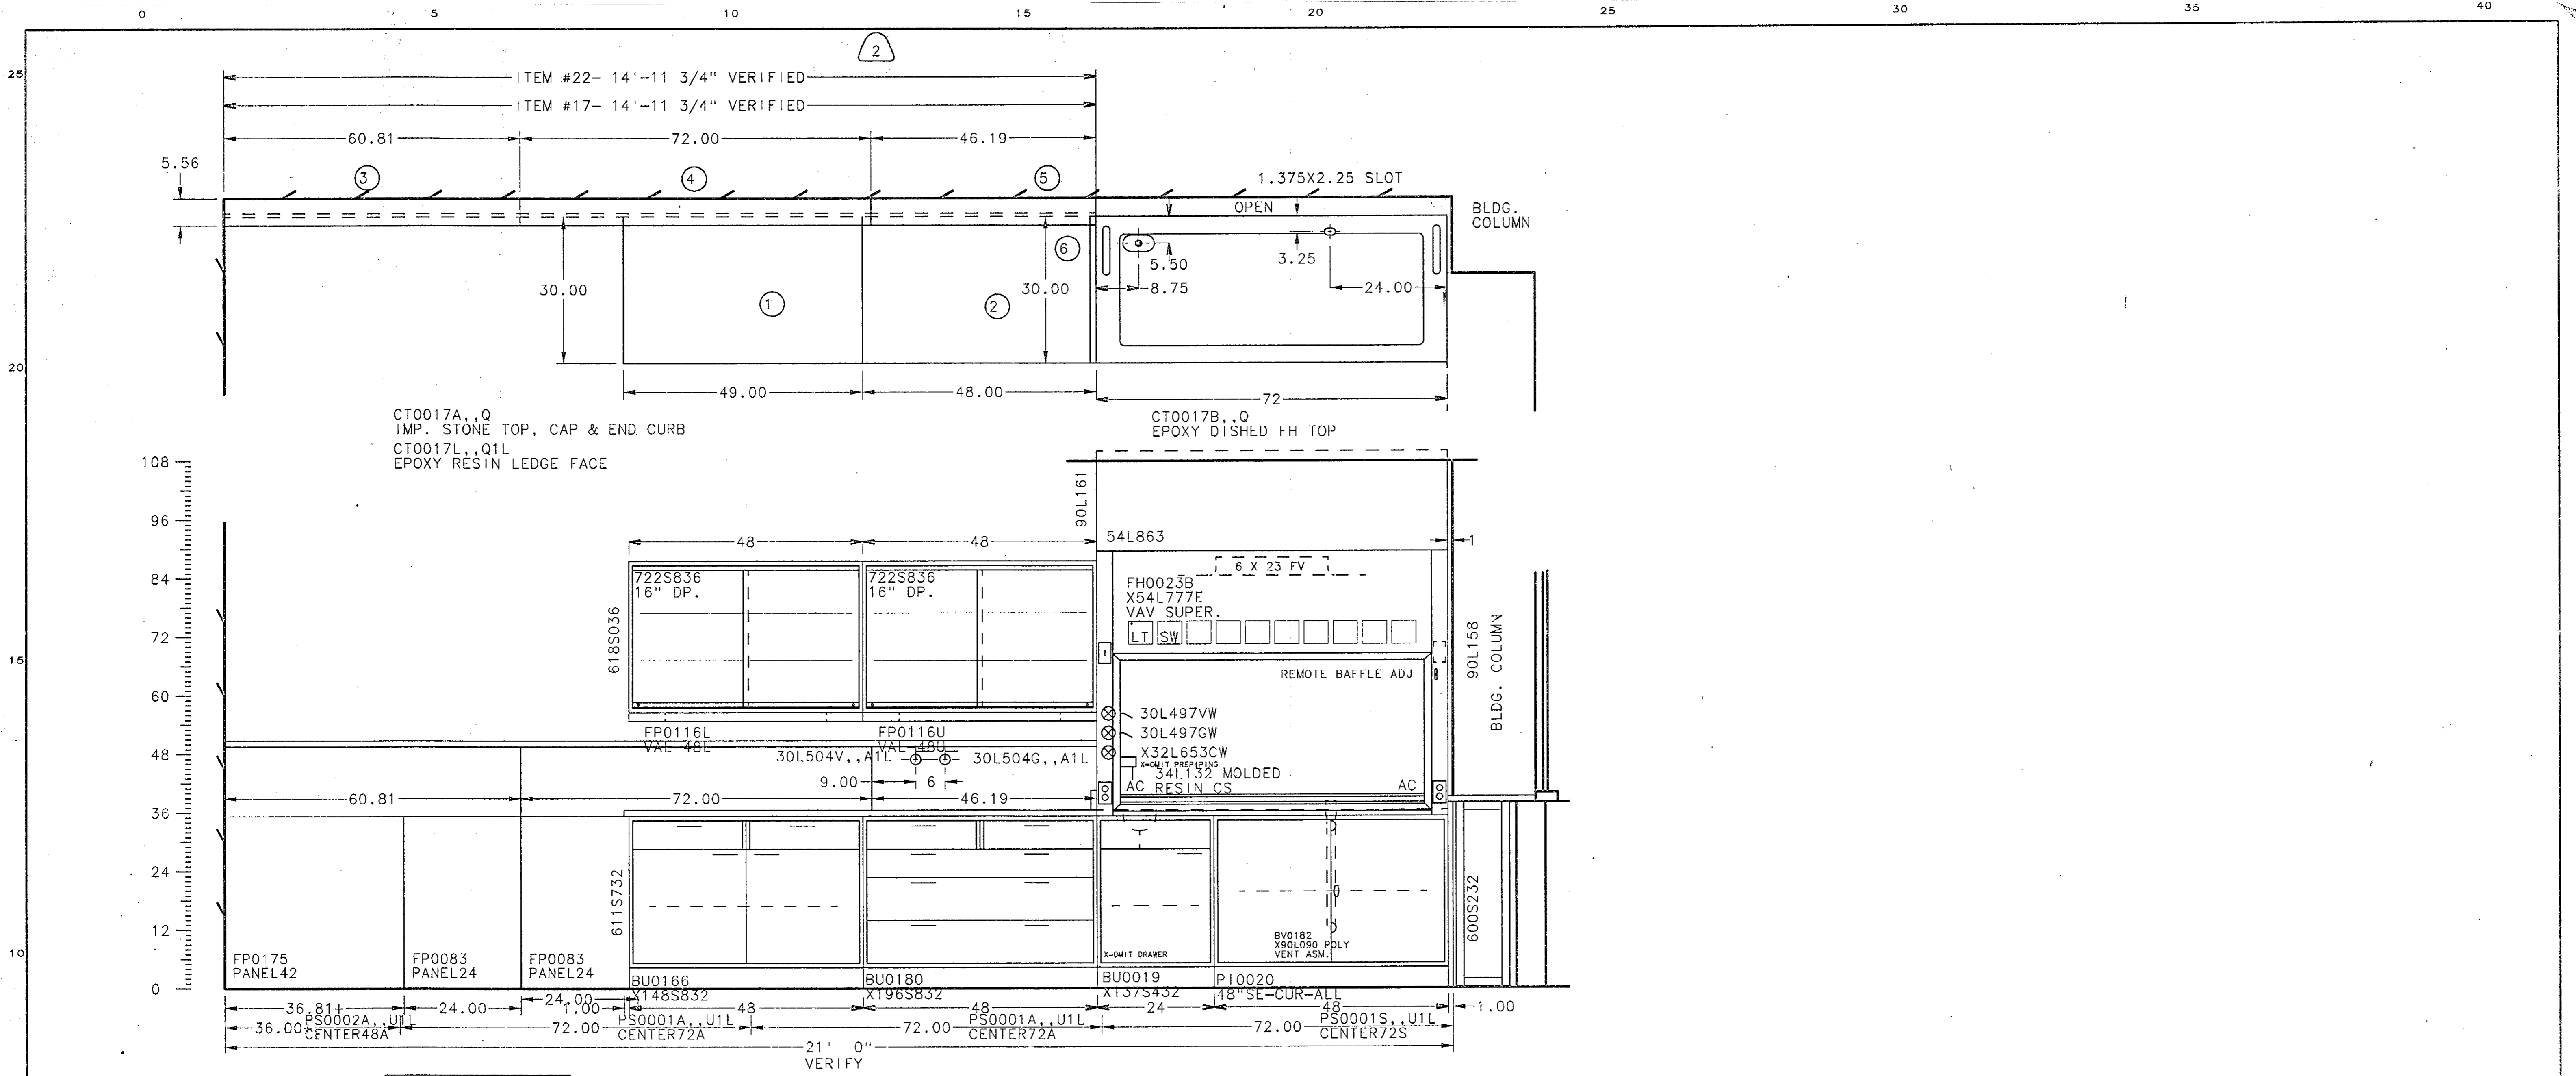 0 5 10 15 20 25 30 35 40
25
2
ITEM #22- 14'-11 3/4" VERIFIED
ITEM #17- 14'-11 3/4" VERIFIED
60.81 72.00 46.19
5.56
3 4 5
1.375X2.25 SLOT
OPEN
BLDG.
COLUMN
6
5.50
3.25
30.00
1
2
30.00
8.75
24.00
20
49.00 48.00 72
CT0017A,,Q
IMP. STONE TOP, CAP & END CURB
CT0017L,,Q1L
EPOXY RESIN LEDGE FACE
CT0017B,,Q
EPOXY DISHED FH TOP
108
96
84
72
60
48
36
24
12
0
15
10
90L161
54L863
1
48 48
722S836
16" DP.
722S836
16" DP.
618S036
6 X 23 FV
FH0023B
X54L777E
VAV SUPER.
LT SW
REMOTE BAFFLE ADJ
90L158
BLDG. COLUMN
30L497VW
30L497GW
X32L653CW
X=OMIT PREPIPING
34L132 MOLDED
RESIN CS
AC AC
FP0116L
VAL-48L
FP0116U
VAL-48U
30L504V,,A1L
30L504G,,A1L
9.00 6
60.81 72.00 46.19
611S732
600S232
X=OMIT DRAWER
BV0182
X90L090 POLY
VENT ASM.
FP0175
PANEL42
FP0083
PANEL24
FP0083
PANEL24
BU0166
X148S832
BU0180
X196S832
BU0019
X137S432
PI0020
48"SE-CUR-ALL
36.81+ 24.00 24.00 1.00 48 48 24 48 1.00
36.00
PS0002A,,U1L
CENTER48A
72.00
PS0001A,,U1L
CENTER72A
72.00
PS0001A,,U1L
CENTER72A
72.00
PS0001S,,U1L
CENTER72S
21' 0"
VERIFY